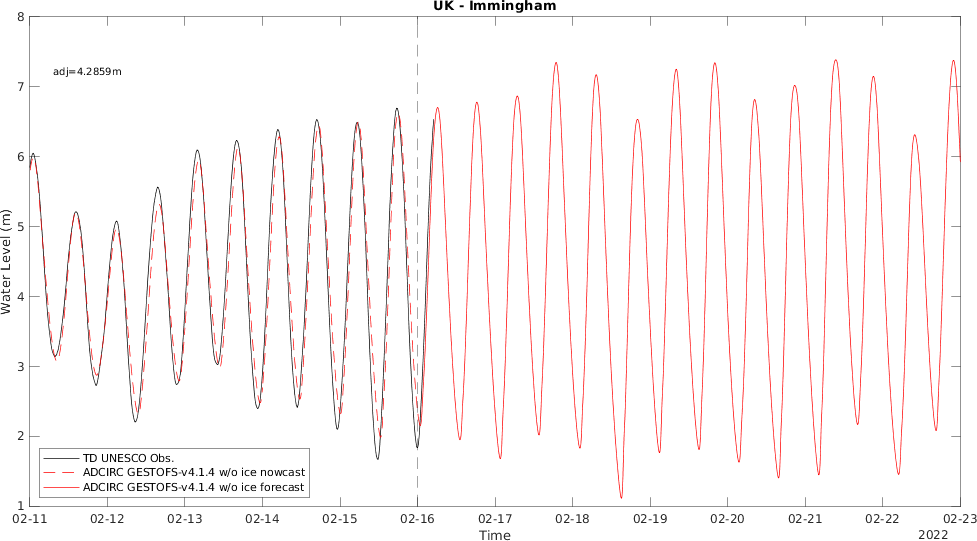 UK - Immingham
8
7
6
5
4
3
2
1
adj=4.2859m
Water Level (m)
TD UNESCO Obs.
ADCIRC GESTOFS-v4.1.4 w/o ice nowcast
ADCIRC GESTOFS-v4.1.4 w/o ice forecast
02-11 02-12 02-13 02-14 02-15 02-16 02-17 02-18 02-19 02-20 02-21 02-22 02-23
Time
2022